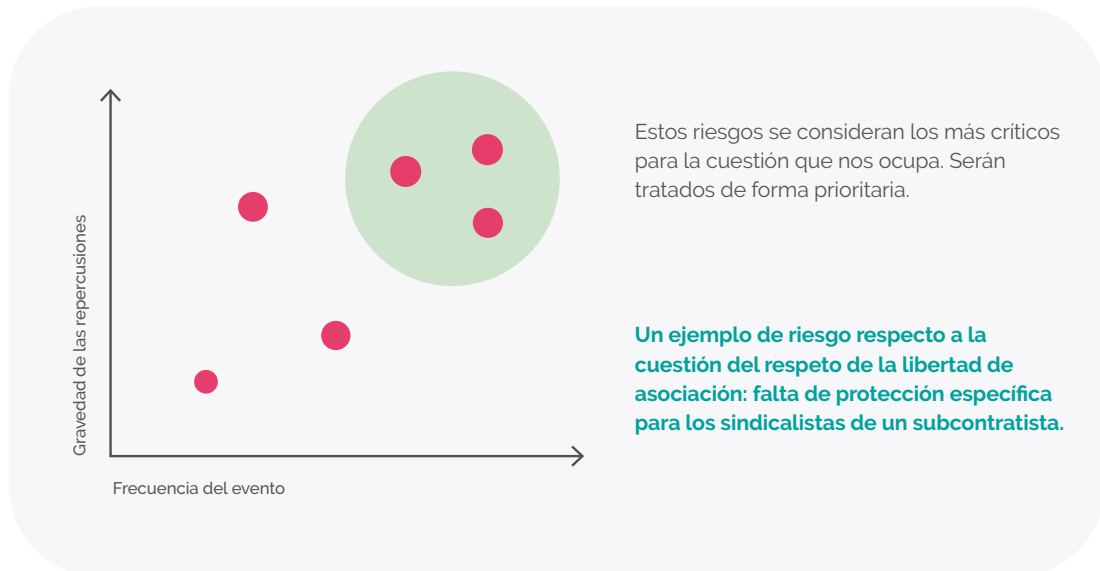 Gravedad de las repercusiones
Frecuencia del evento
Estos riesgos se consideran los más críticos
para la cuestión que nos ocupa. Serán
tratados de forma prioritaria.
Un ejemplo de riesgo respecto a la
cuestión del respeto de la libertad de
asociación: falta de protección específica
para los sindicalistas de un subcontratista.